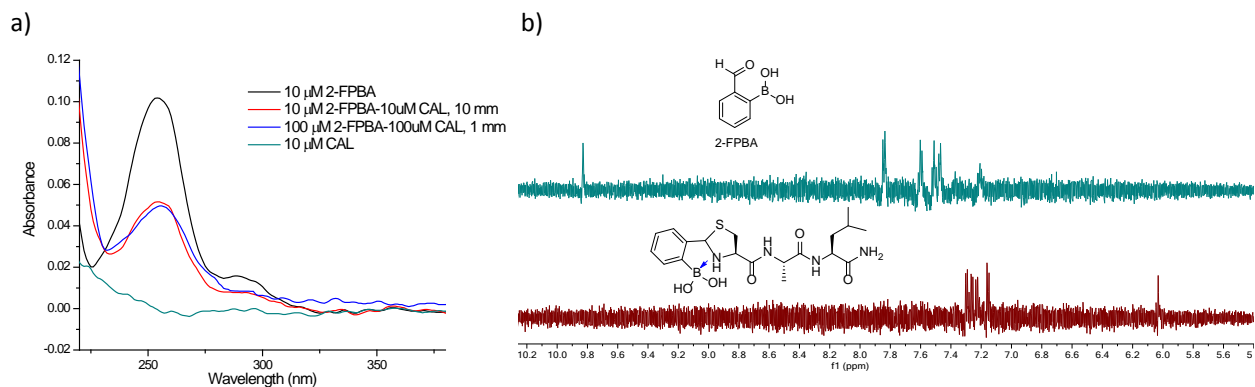 a)
0.12
0.10
0.08
0.06
0.04
0.02
0.00
-0.02
Absorbance
10 μM 2-FPBA
10 μM 2-FPBA-10uM CAL, 10 mm
100 μM 2-FPBA-100uM CAL, 1 mm
10 μM CAL
250 300 350
Wavelength (nm)
b)
O
OH
B
OH
2-FPBA
S
NH
B
HO OH
O
H
N
O
H
N
O
NH2
10.2 10.0 9.8 9.6 9.4 9.2 9.0 8.8 8.6 8.4 8.2 8.0 7.8 7.6 7.4 7.2 7.0 6.8 6.6 6.4 6.2 6.0 5.8 5.6 5
f1 (ppm)